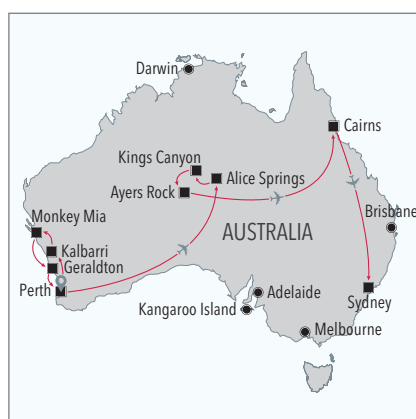 Darwin
Cairns
Kings Canyon
Alice Springs
Ayers Rock
Monkey Mia
Brisbane
AUSTRALIA
Kalbarri
Geraldton
Perth
Adelaide
Sydney
Kangaroo Island
Melbourne